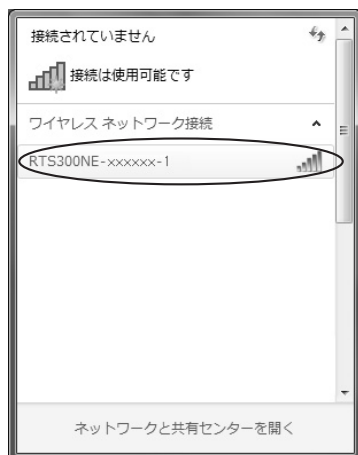 接続されていません
接続は使用可能です
ワイヤレス ネットワーク接続
RTS300NE-xxxxxx-1
ネットワークと共有センターを開く